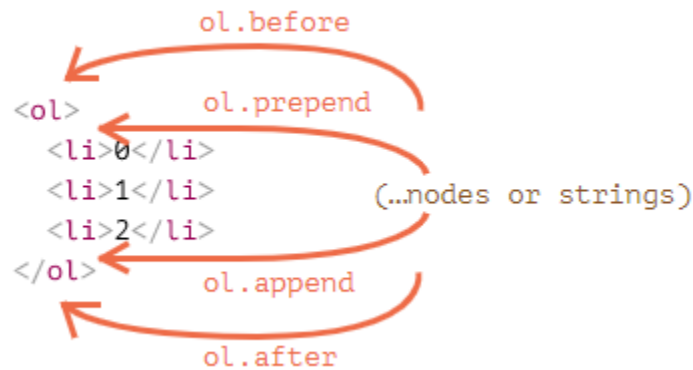 ol.before
<ol>
ol.prepend
<li>0</li>
<li>1</li>
(…nodes or strings)
<li>2</li>
</ol>
ol.append
ol.after